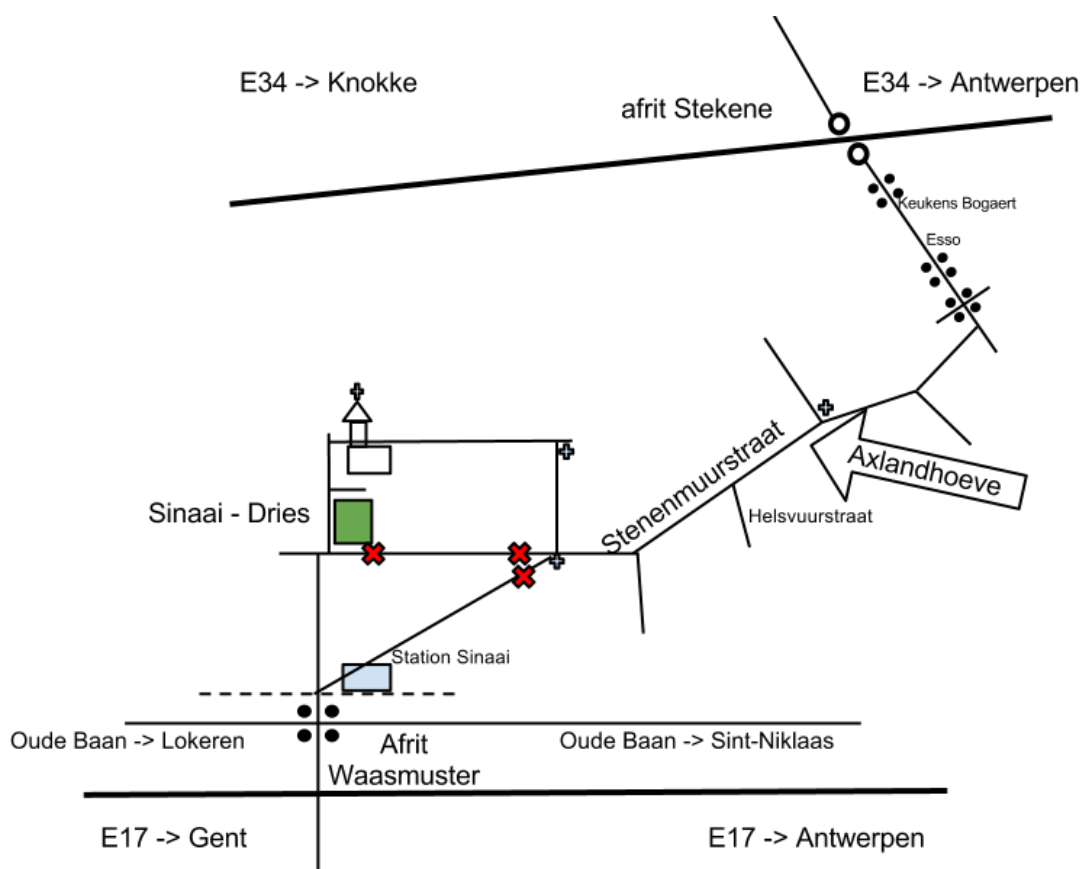 E34 -> Knokke
E34 -> Antwerpen
afrit Stekene
Keukens Bogaert
Esso
Stenenmuurstraat
Axlandhoeve
Sinaai - Dries
Helsvuurstraat
Station Sinaai
Oude Baan -> Lokeren
Afrit
Waasmuster
Oude Baan -> Sint-Niklaas
E17 -> Gent
E17 -> Antwerpen